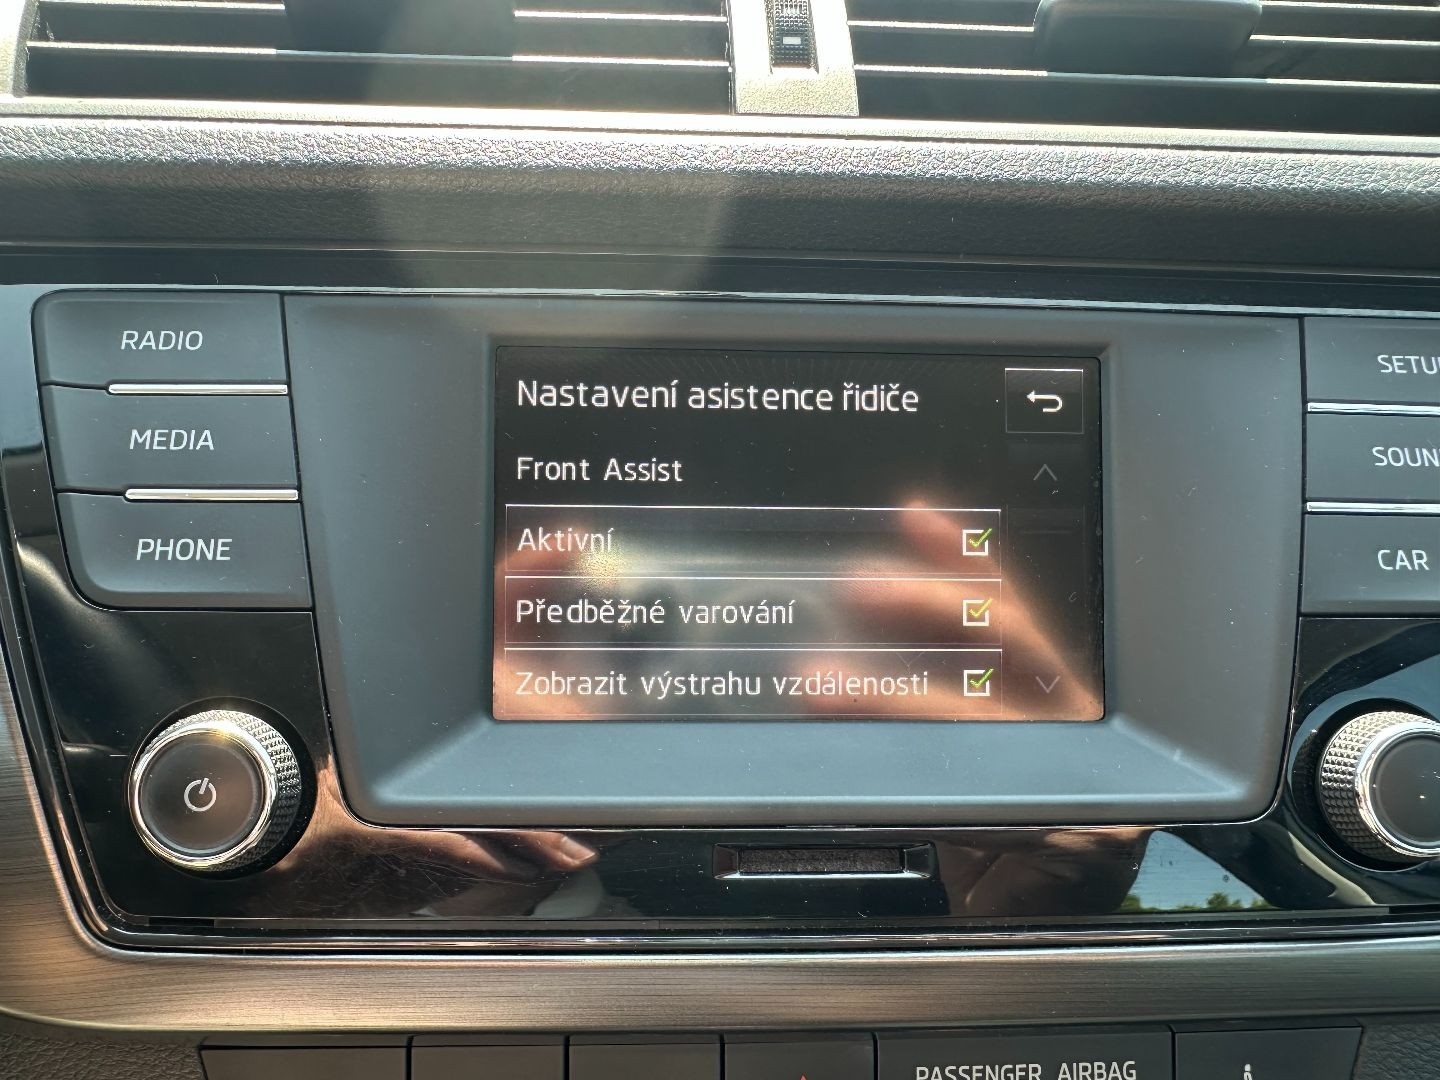 RADIO
MEDIA
PHONE
Nastavení asistence řidiče
Front Assist
Aktivní
Předběžné varování
Zobrazit výstrahu vzdálenosti
SETU
SOUN
CAR
PASSENGER AIRBAG